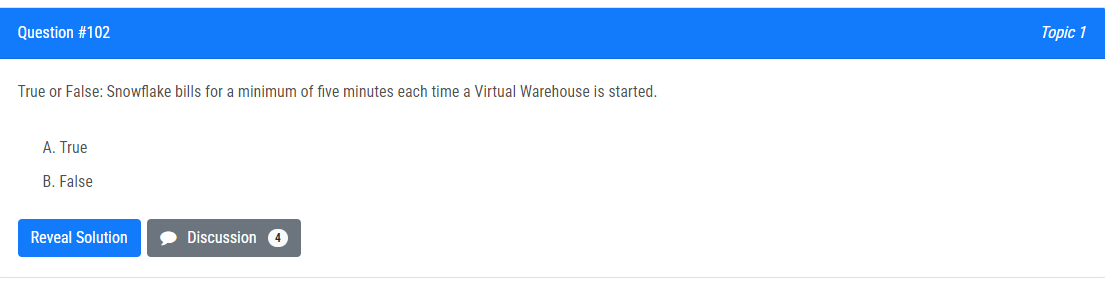 Question #102
Topic 1
True or False: Snowflake bills for a minimum of five minutes each time a Virtual Warehouse is started.
A. True
B. False
Reveal Solution
Discussion 4